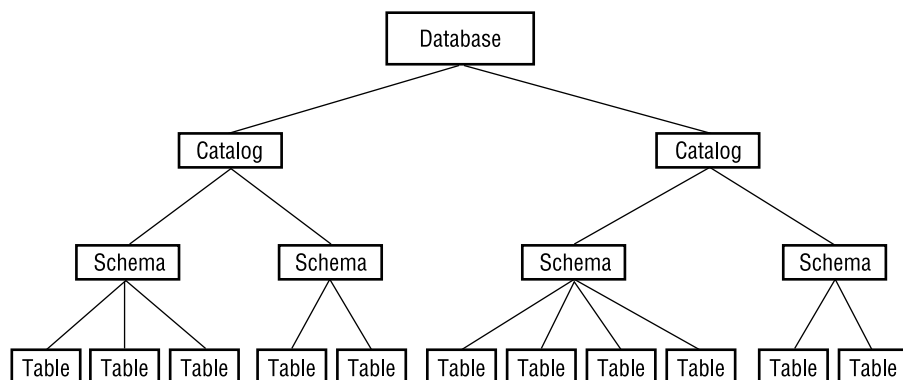 Database
Catalog Catalog
Schema Schema Schema Schema
Table Table Table Table Table Table Table Table Table Table Table